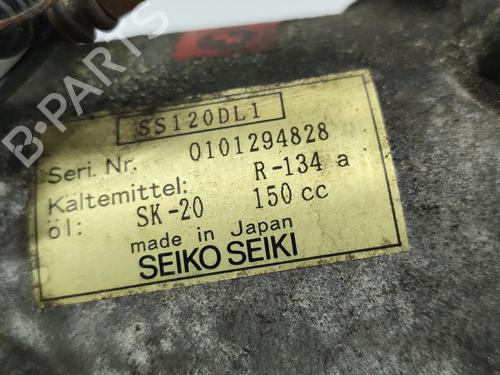 B-PARTS
SS120DL1
Seri. Nr. 0101294828
Kältemittel: R-134 a
öl: SK-20 150 cc
made in Japan
SEIKO SEIKI